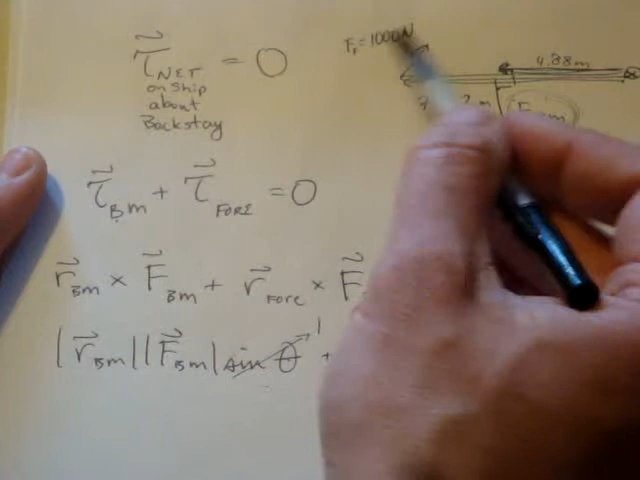 τ⃗NET = 0
on ship
about
Backstay
F_F = 1000N
4.88m
τ⃗Bm + τ⃗FORE = 0
r⃗Bm × F⃗Bm + r⃗FORE × F⃗
|r⃗Bm||F⃗Bm| sin θ 1 +